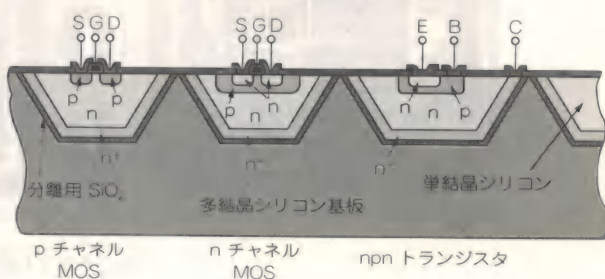 S G D
S G D
E B C
p n p
p n n
n n p
n⁺
n⁻
n⁻
分離用 SiO₂
多結晶シリコン基板
単結晶シリコン
p チャネル
MOS
n チャネル
MOS
npn トランジスタ